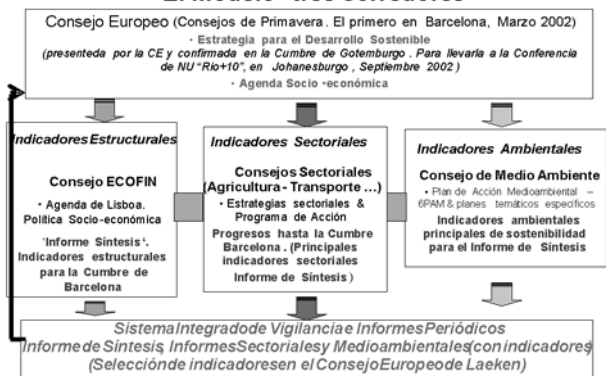 El modelo "tres corredores"
Consejo Europeo (Consejos de Primavera. El primero en Barcelona, Marzo 2002)
· Estrategia para el Desarrollo Sostenible
(presenteda por la CE y confirmada en la Cumbre de Gotemburgo. Para llevarla a la Conferencia
de NU "Rio+10", en Johanesburgo, Septiembre 2002)
· Agenda Socio-económica
Indicadores Estructurales
Consejo ECOFIN
• Agenda de Lisboa.
Política Socio-económica
'Informe Síntesis'.
Indicadores estructurales
para la Cumbre de
Barcelona
Indicadores Sectoriales
Consejos Sectoriales
(Agricultura - Transporte ...)
• Estrategias sectoriales &
Programa de Acción
Progresos hasta la Cumbre
Barcelona. (Principales
indicadores sectoriales
Informe de Síntesis)
Indicadores Ambientales
Consejo de Medio Ambiente
• Plan de Acción Medioambiental –
6PAM & planes temáticos específicos
Indicadores ambientales
principales de sostenibilidad
para el Informe de Síntesis
Sistema Integrado de Vigilancia e Informes Periódicos
Informe de Síntesis, Informes Sectoriales y Medioambientales (con indicadores)
(Selección de indicadores en el Consejo Europeo de Laeken)